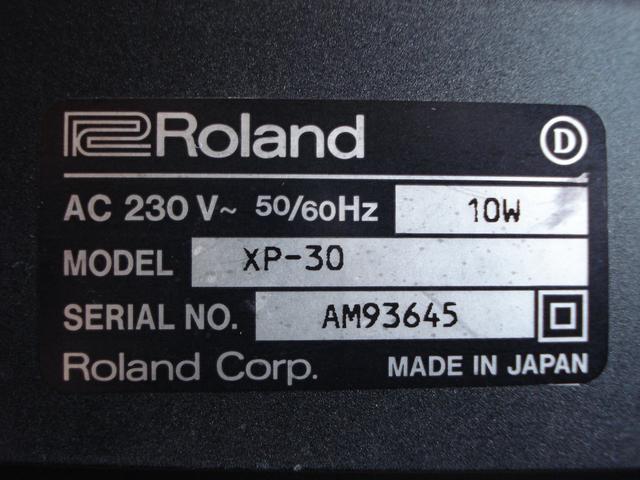 Roland D
AC 230 V~ 50/60Hz 10W
MODEL XP-30
SERIAL NO. AM93645
Roland Corp. MADE IN JAPAN